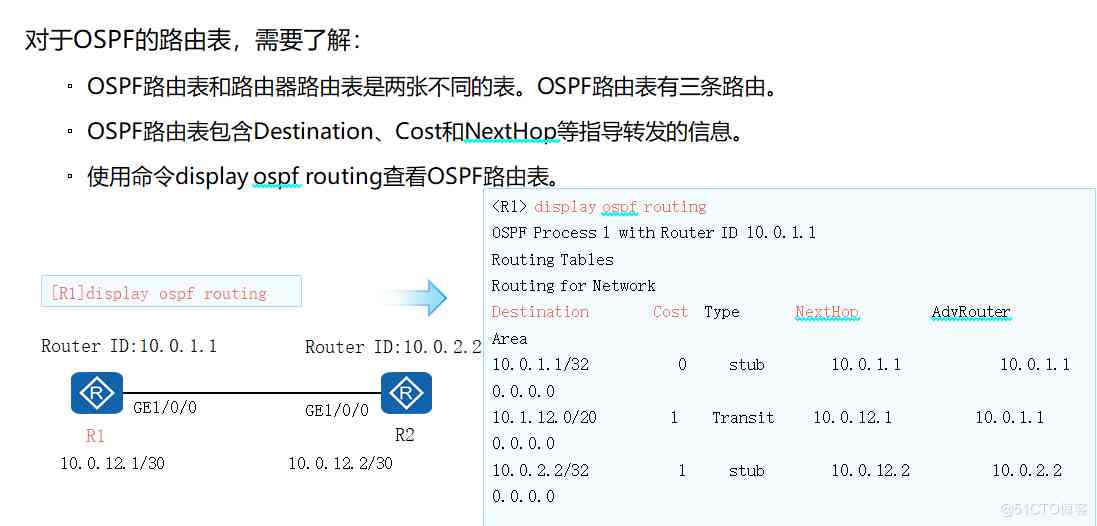 对于OSPF的路由表，需要了解：
▫ OSPF路由表和路由器路由表是两张不同的表。OSPF路由表有三条路由。
▫ OSPF路由表包含Destination、Cost和NextHop等指导转发的信息。
▫ 使用命令display ospf routing查看OSPF路由表。
[R1]display ospf routing
Router ID:10.0.1.1 Router ID:10.0.2.2
R R
GE1/0/0 GE1/0/0
R1 R2
10.0.12.1/30 10.0.12.2/30
<R1> display ospf routing
OSPF Process 1 with Router ID 10.0.1.1
Routing Tables
Routing for Network
Destination Cost Type NextHop AdvRouter
Area
10.0.1.1/32 0 stub 10.0.1.1 10.0.1.1
0.0.0.0
10.1.12.0/20 1 Transit 10.0.12.1 10.0.1.1
0.0.0.0
10.0.2.2/32 1 stub 10.0.12.2 10.0.2.2
0.0.0.0
@51CTO博客